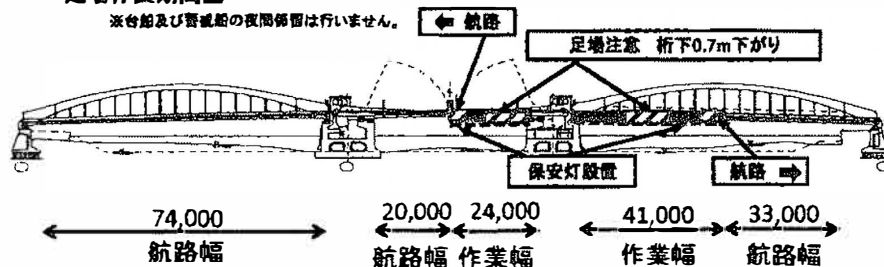 ※台船及び警戒船の夜間係留は行いません。
← 航路
足場注意 桁下0.7m下がり
保安灯設置
航路 ⇒
74,000
航路幅
20,000
航路幅
24,000
作業幅
41,000
作業幅
33,000
航路幅